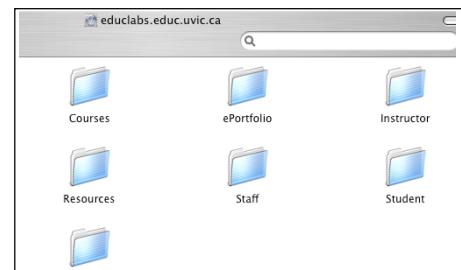 educlabs.educ.uvic.ca
Courses ePortfolio Instructor
Resources Staff Student